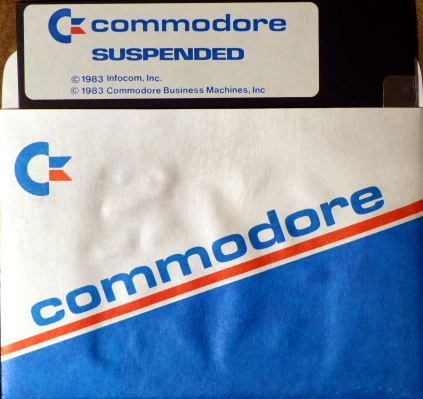 commodore
SUSPENDED
© 1983 Infocom, Inc.
© 1983 Commodore Business Machines, Inc
commodore